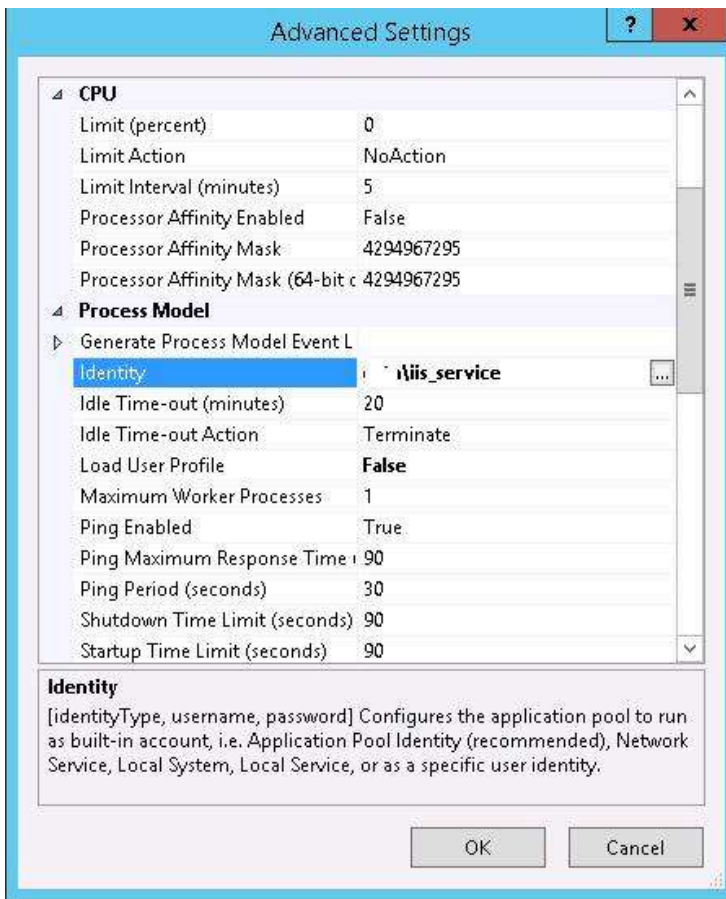 Advanced Settings
?
x
CPU
Limit (percent) 0
Limit Action NoAction
Limit Interval (minutes) 5
Processor Affinity Enabled False
Processor Affinity Mask 4294967295
Processor Affinity Mask (64-bit c 4294967295
Process Model
Generate Process Model Event L
Identity \iis_service ...
Idle Time-out (minutes) 20
Idle Time-out Action Terminate
Load User Profile False
Maximum Worker Processes 1
Ping Enabled True
Ping Maximum Response Time ( 90
Ping Period (seconds) 30
Shutdown Time Limit (seconds) 90
Startup Time Limit (seconds) 90
Identity
[identityType, username, password] Configures the application pool to run
as built-in account, i.e. Application Pool Identity (recommended), Network
Service, Local System, Local Service, or as a specific user identity.
OK Cancel